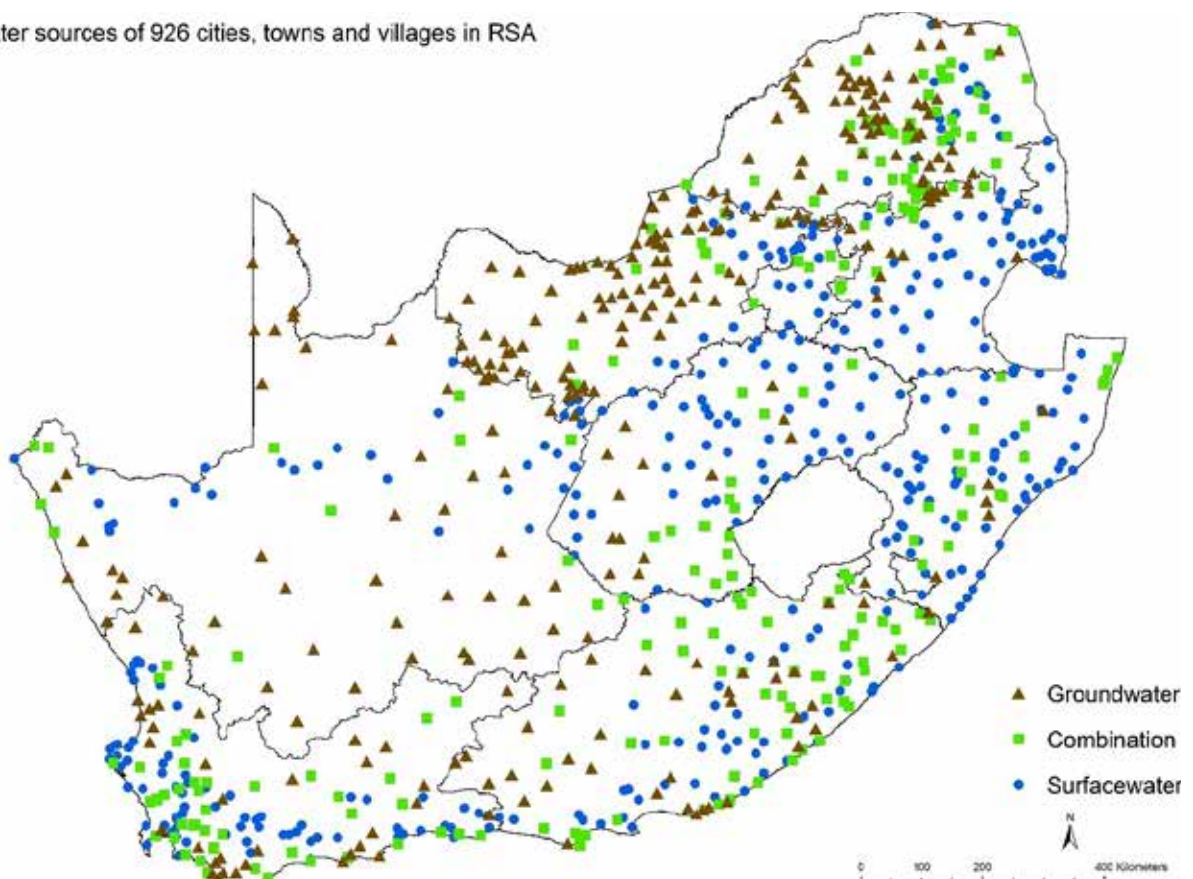 ter sources of 926 cities, towns and villages in RSA
Groundwater
Combination
Surfacewater
N
0 100 200 400 Kilometers